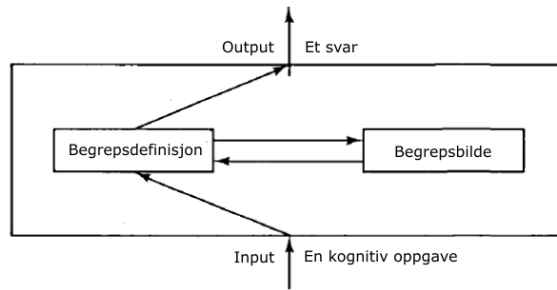 Output Et svar
Begrepsdefinisjon Begrepsbilde
Input En kognitiv oppgave